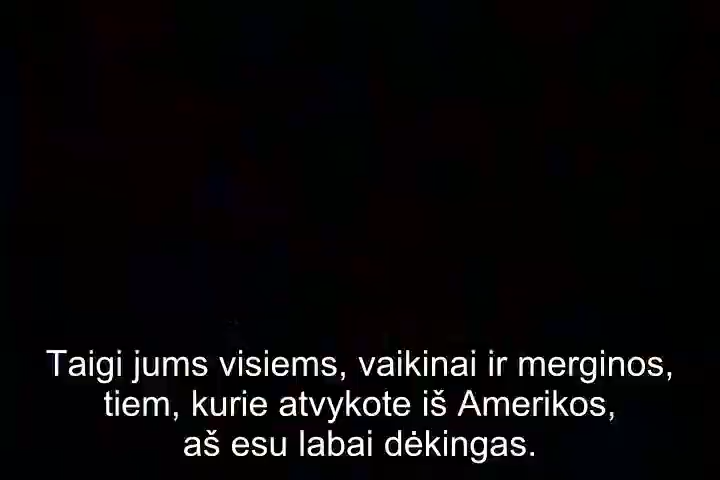 Taigi jums visiems, vaikinai ir merginos,
tiem, kurie atvykote iš Amerikos,
aš esu labai dėkingas.